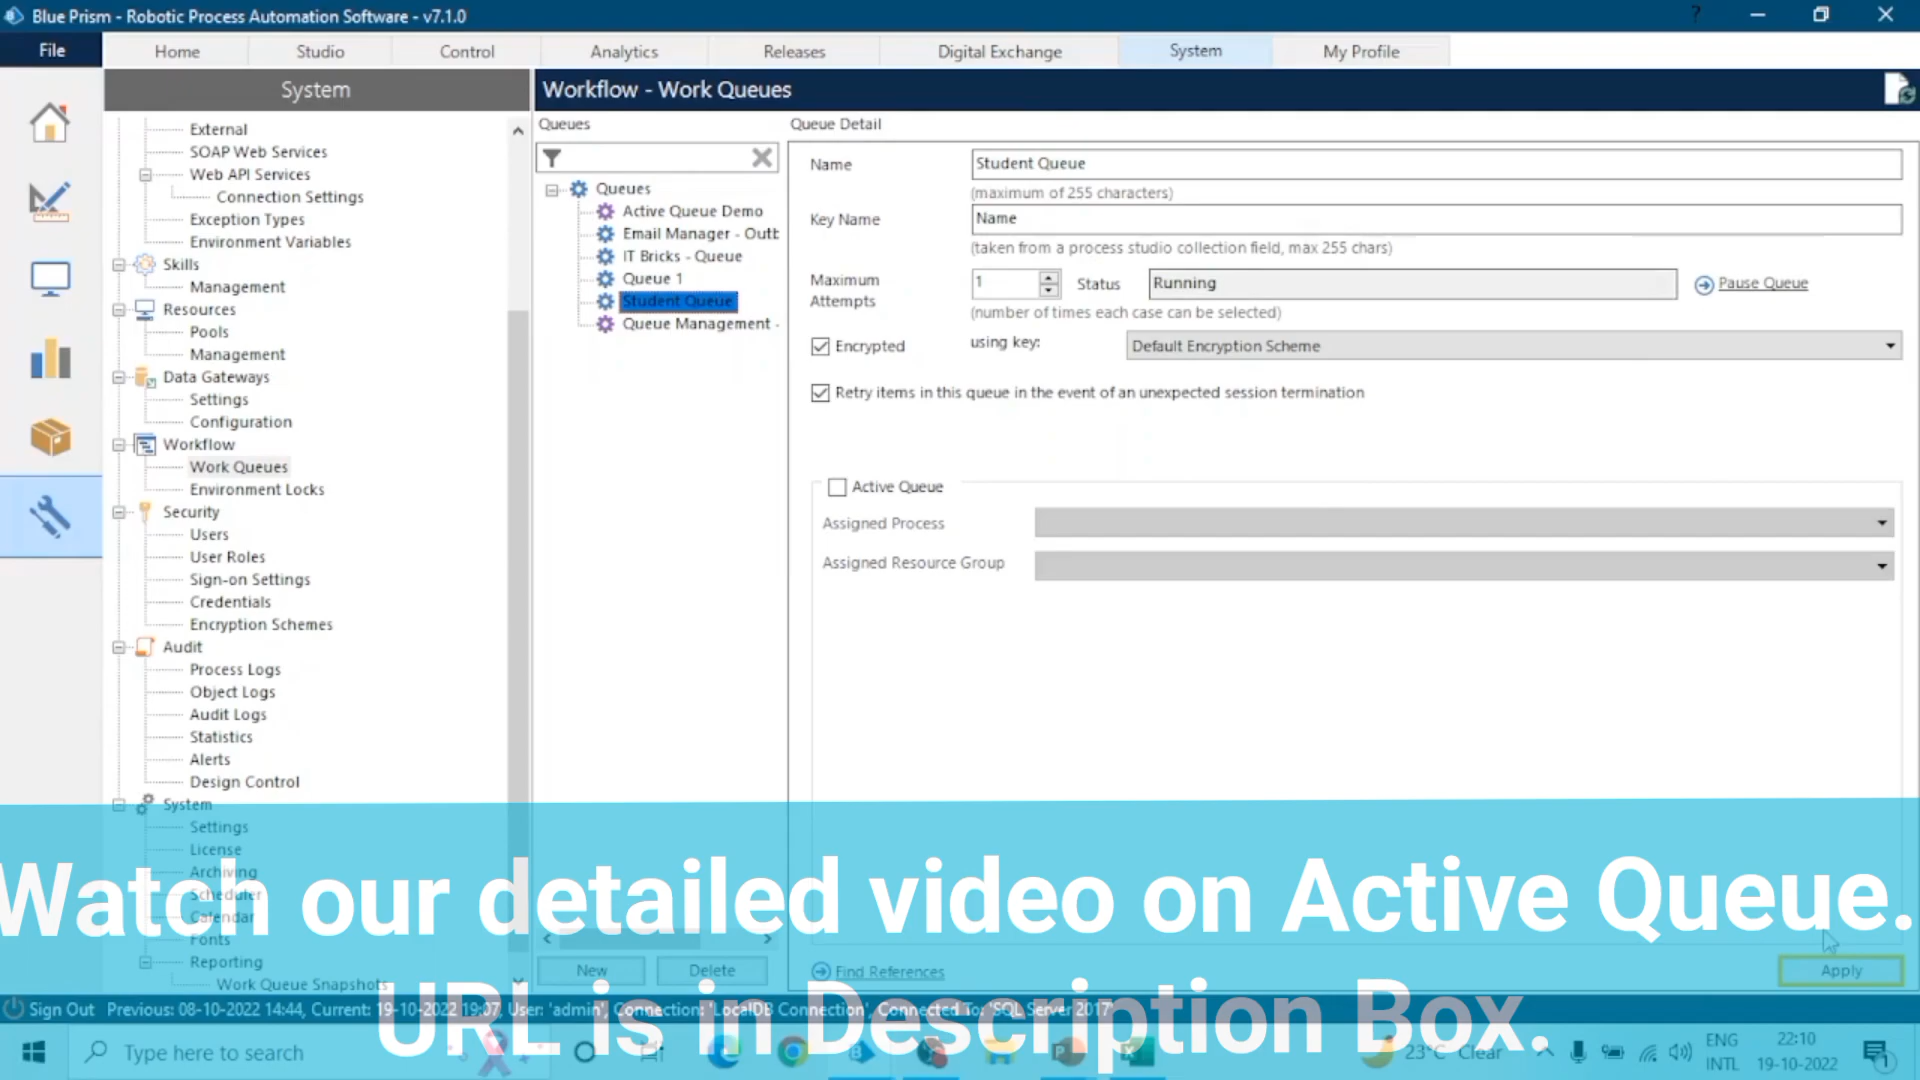 Blue Prism - Robotic Process Automation Software - v7.1.0
?
File
Home
Studio
Control
Analytics
Releases
Digital Exchange
System
My Profile
System
Workflow - Work Queues
External
SOAP Web Services
Web API Services
Connection Settings
Exception Types
Environment Variables
Skills
Management
Resources
Pools
Management
Data Gateways
Settings
Configuration
Workflow
Work Queues
Environment Locks
Security
Users
User Roles
Sign-on Settings
Credentials
Encryption Schemes
Audit
Process Logs
Object Logs
Audit Logs
Statistics
Alerts
Design Control
System
Settings
License
Archiving
Scheduler
Calendar
Fonts
Reporting
Work Queue Snapshots
Queues
Queues
Active Queue Demo
Email Manager - Outb
IT Bricks - Queue
Queue 1
Student Queue
Queue Management -
New
Delete
Queue Detail
Name
Student Queue
(maximum of 255 characters)
Key Name
Name
(taken from a process studio collection field, max 255 chars)
Maximum Attempts
1
Status
Running
Pause Queue
(number of times each case can be selected)
Encrypted
using key:
Default Encryption Scheme
Retry items in this queue in the event of an unexpected session termination
Active Queue
Assigned Process
Assigned Resource Group
Find References
Apply
Watch our detailed video on Active Queue.
URL is in Description Box.
Sign Out Previous: 08-10-2022 14:44, Current: 19-10-2022 19:07, User: 'admin', Connection: 'LocalDB Connection', Connected To: 'SQL Server 2017'
Type here to search
23°C Clear
ENG
INTL
22:10
19-10-2022
1